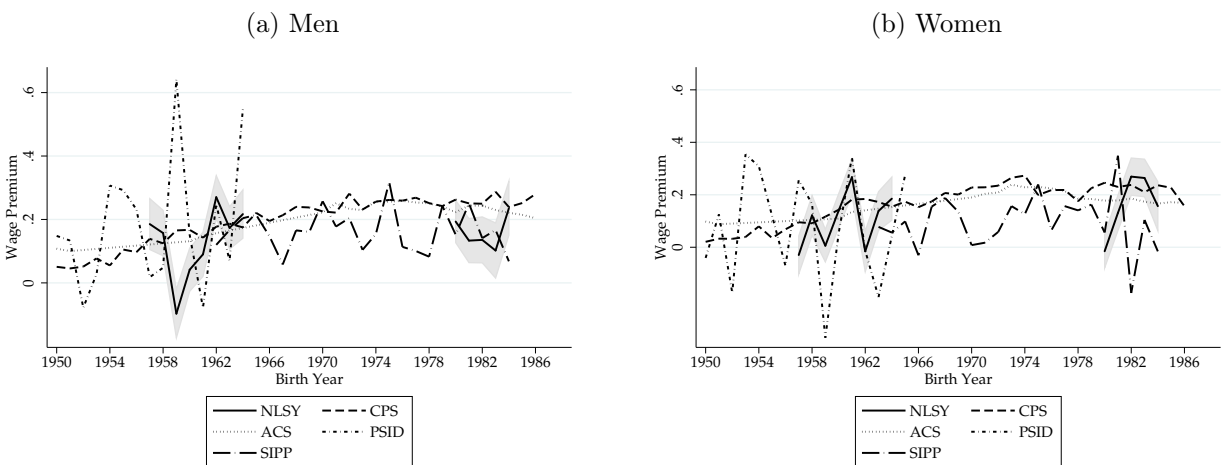 (a) Men
Wage Premium
.6
.4
.2
0
1950 1954 1958 1962 1966 1970 1974 1978 1982 1986
Birth Year
NLSY CPS
ACS PSID
SIPP
(b) Women
Wage Premium
.6
.4
.2
0
1950 1954 1958 1962 1966 1970 1974 1978 1982 1986
Birth Year
NLSY CPS
ACS PSID
SIPP